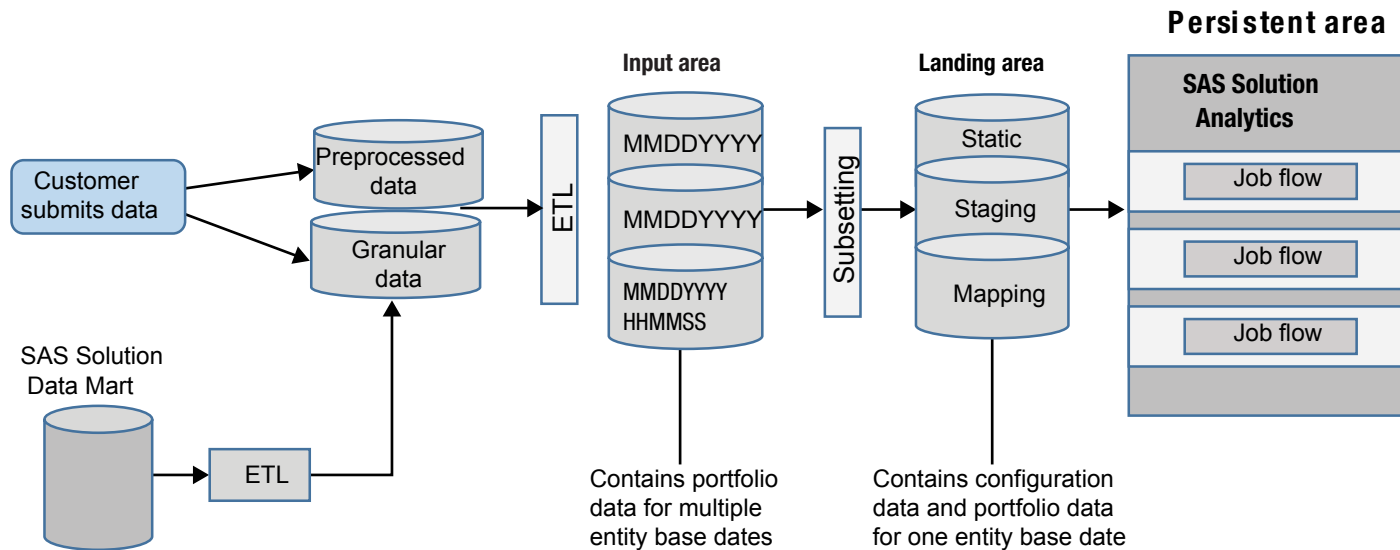 Persistent area
Input area
Landing area
SAS Solution
Analytics
Customer
submits data
Preprocessed
data
Granular
data
ETL
MMDDYYYY
MMDDYYYY
MMDDYYYY
HHMMSS
Subsetting
Static
Staging
Mapping
Job flow
Job flow
Job flow
SAS Solution
Data Mart
ETL
Contains portfolio
data for multiple
entity base dates
Contains configuration
data and portfolio data
for one entity base date